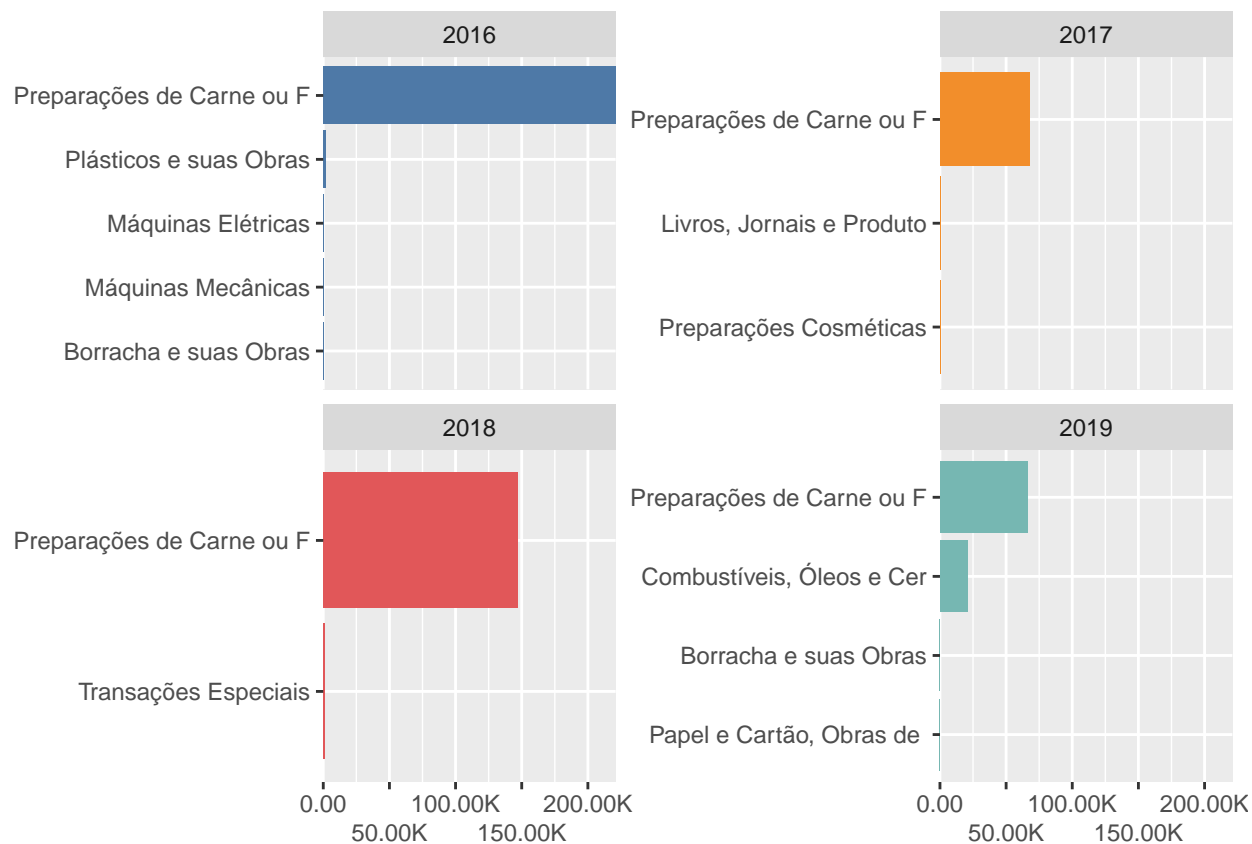 2016
Preparações de Carne ou F
Plásticos e suas Obras
Máquinas Elétricas
Máquinas Mecânicas
Borracha e suas Obras
2017
Preparações de Carne ou F
Livros, Jornais e Produto
Preparações Cosméticas
2018
Preparações de Carne ou F
Transações Especiais
0.00 100.00K 200.00K
50.00K 150.00K
2019
Preparações de Carne ou F
Combustíveis, Óleos e Cer
Borracha e suas Obras
Papel e Cartão, Obras de
0.00 100.00K 200.00K
50.00K 150.00K